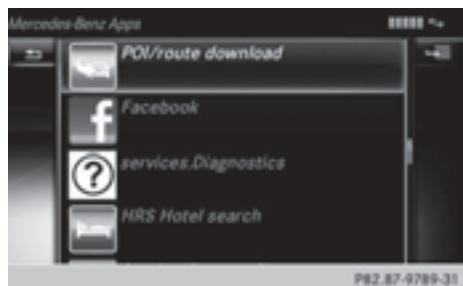 Mercedes-Benz Apps
POI/route download
Facebook
services.Diagnostics
HRS Hotel search
P82.87-9789-31